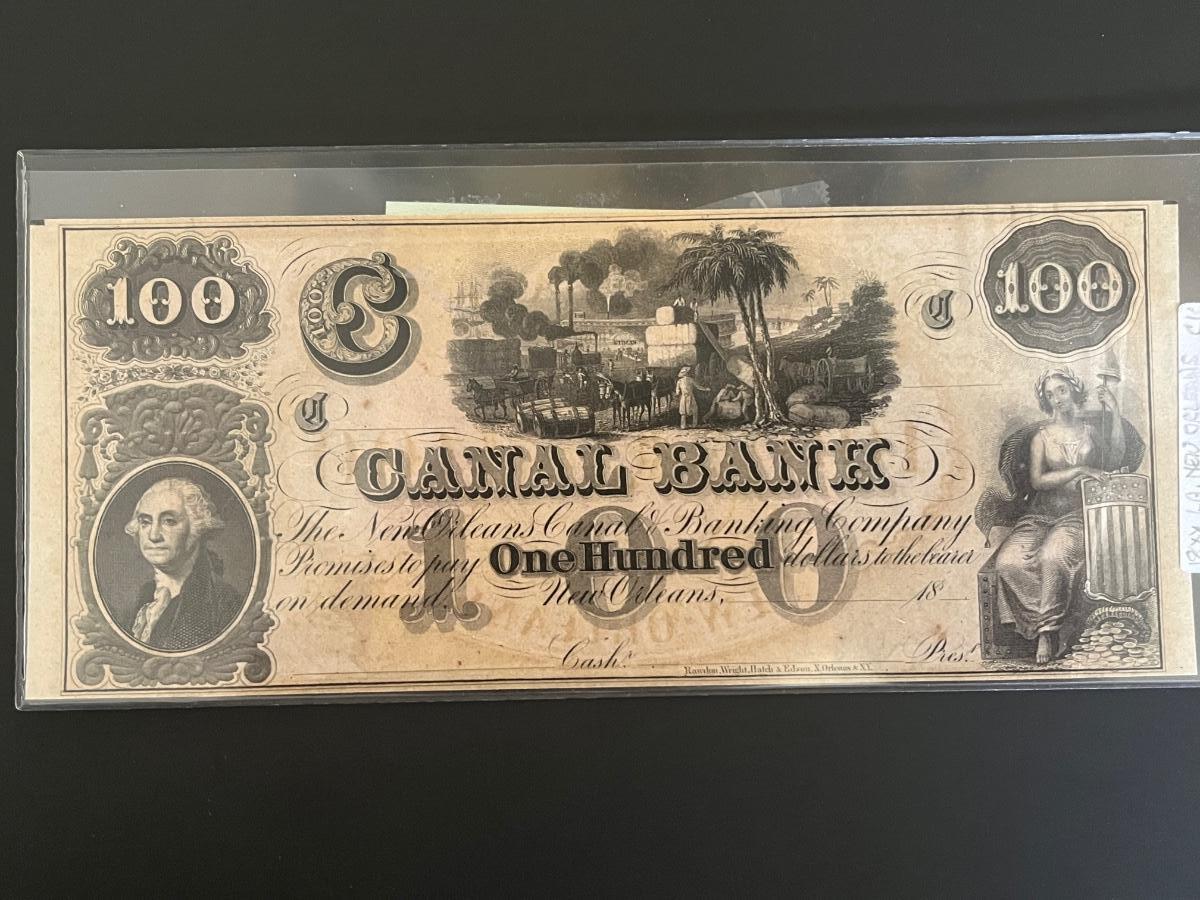 100
100
C
C
100
CANAL BANK
The New Orleans Canal & Banking Company
Promises to pay One Hundred dollars to the bearer
on demand. New Orleans, 18
100
Cash.r Pres.t
Rawdon, Wright, Hatch & Edson, N. Orleans & N.Y.
18xx LA NEW ORLEANS